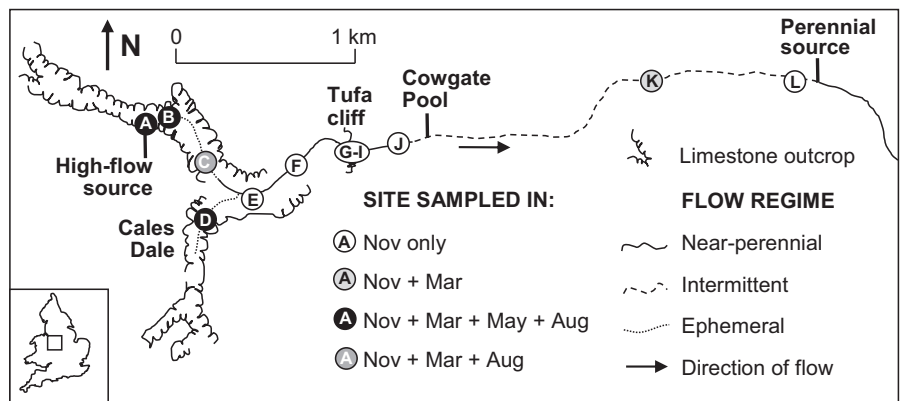 N
0 1 km
Perennial
source
Cowgate
Pool
Tufa
cliff
A
B
C
D
E
F
G-I
J
K
L
High-flow
source
Cales
Dale
Limestone outcrop
SITE SAMPLED IN:
A Nov only
A Nov + Mar
A Nov + Mar + May + Aug
A Nov + Mar + Aug
FLOW REGIME
Near-perennial
Intermittent
Ephemeral
Direction of flow